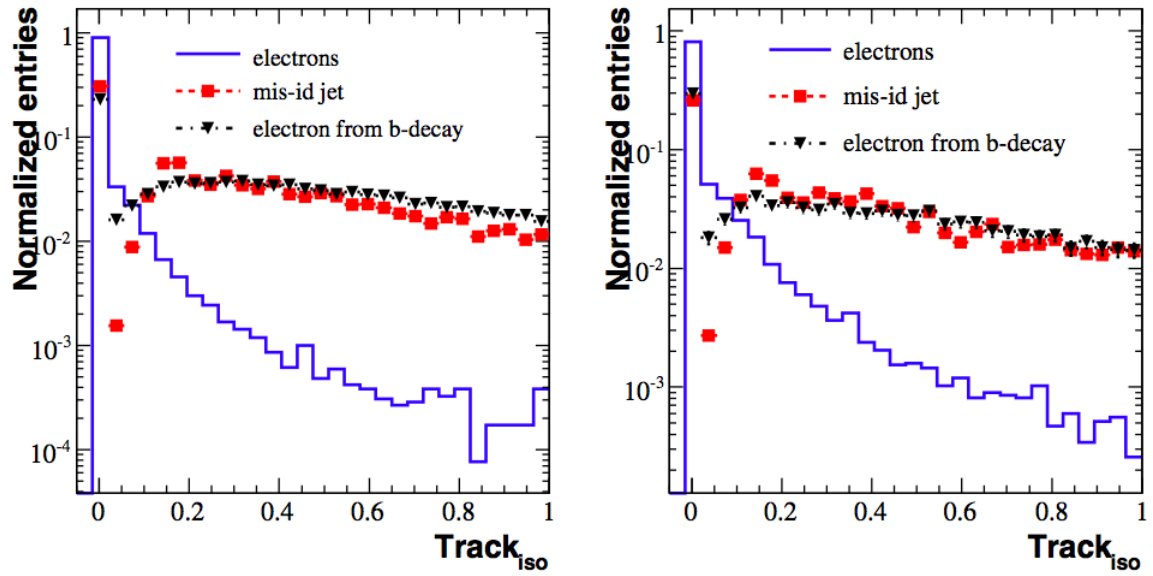 Normalized entries
1
10-1
10-2
10-3
10-4
electrons
mis-id jet
electron from b-decay
0 0.2 0.4 0.6 0.8 1
Trackiso
Normalized entries
1
10-1
10-2
10-3
electrons
mis-id jet
electron from b-decay
0 0.2 0.4 0.6 0.8 1
Trackiso